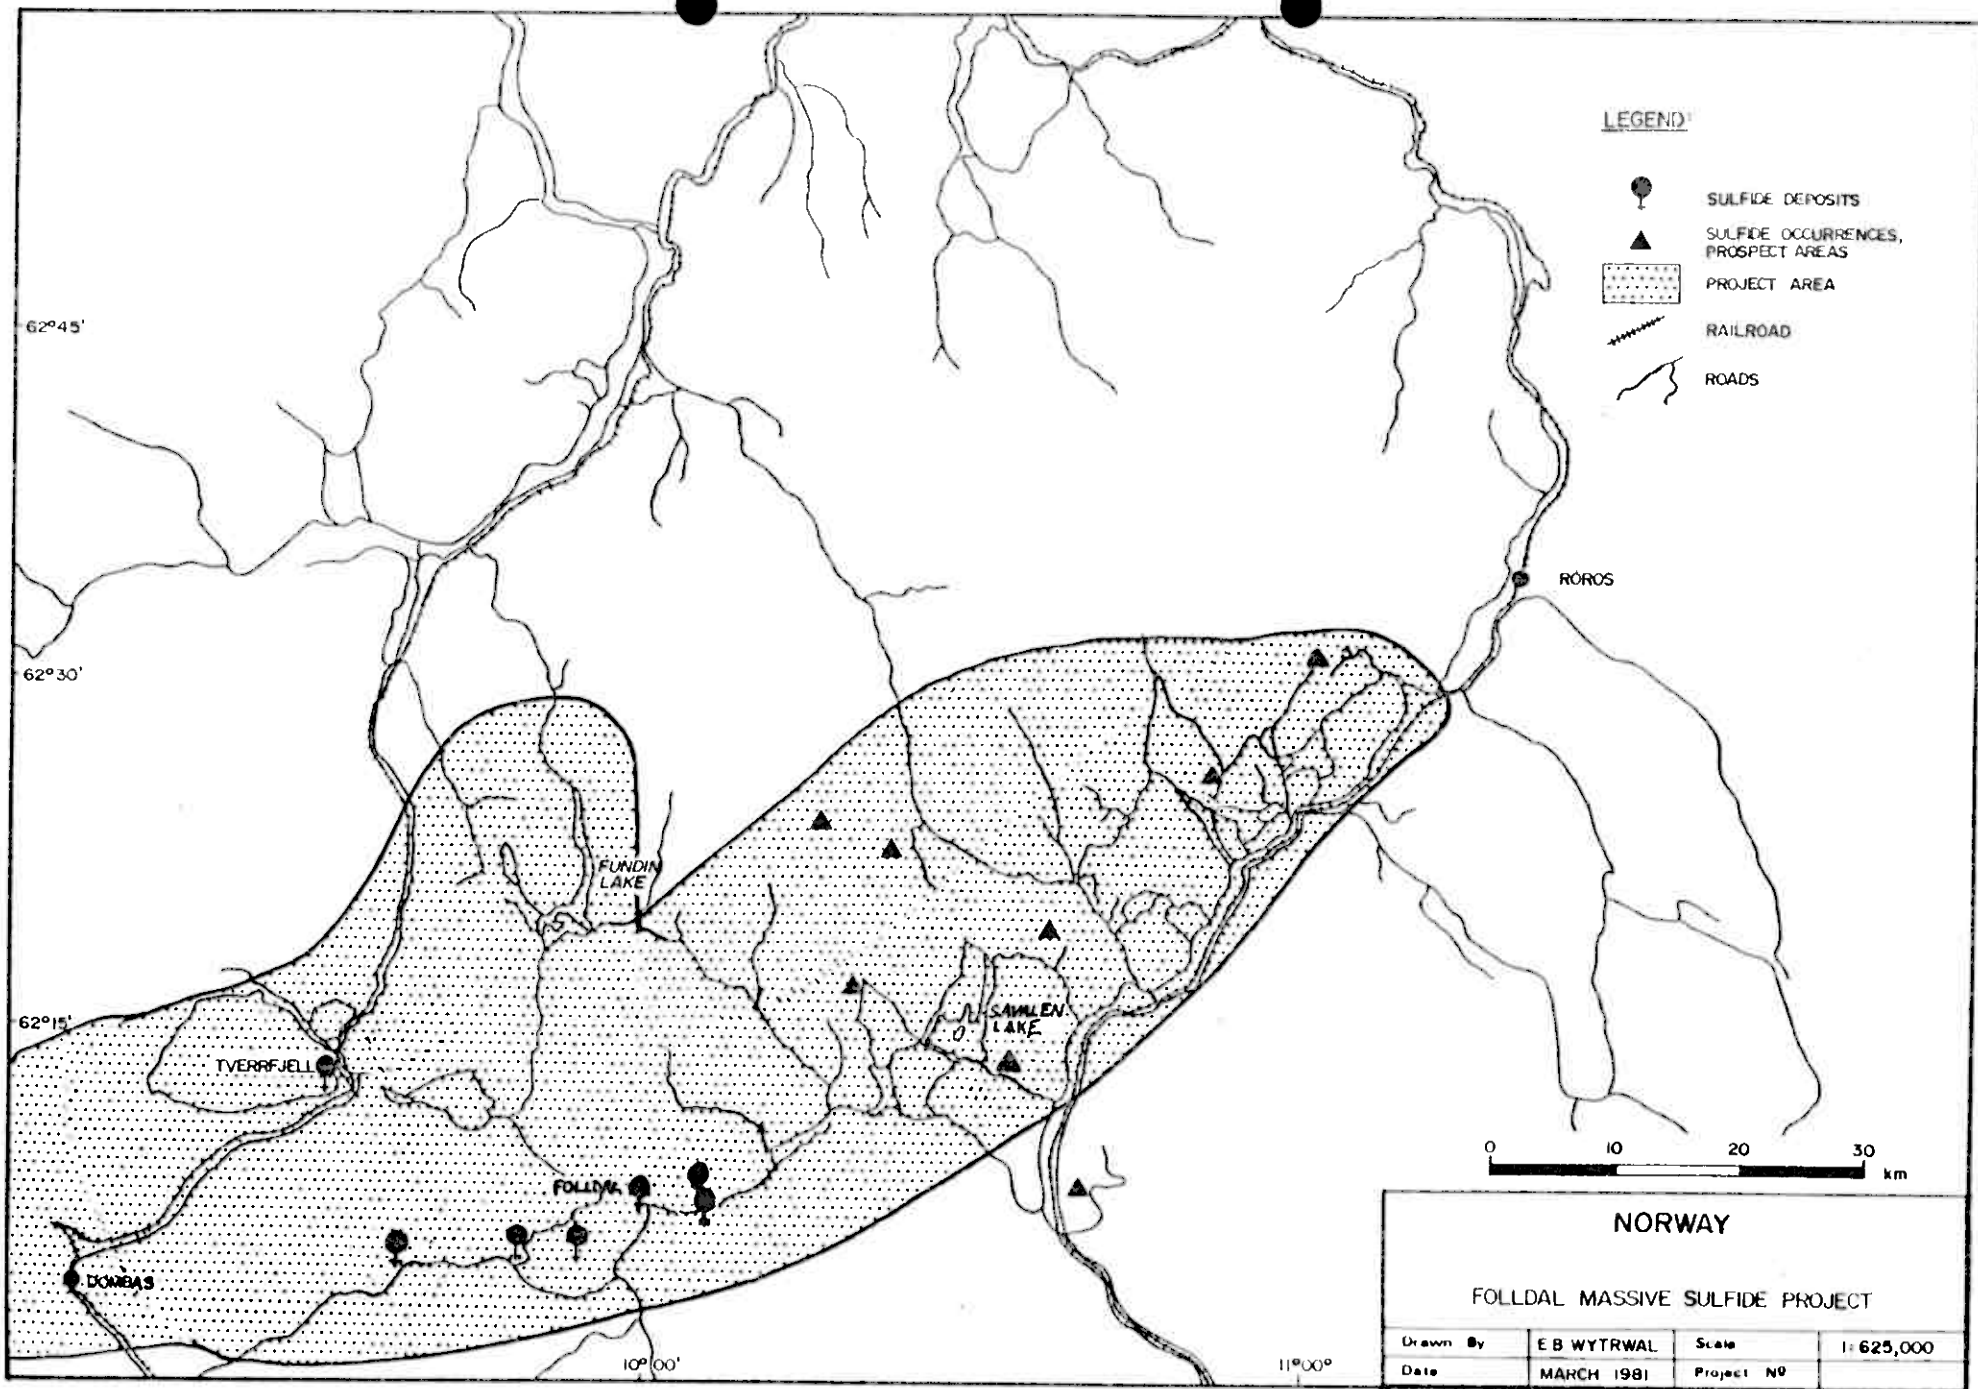 LEGEND:
SULFIDE DEPOSITS
SULFIDE OCCURRENCES,
PROSPECT AREAS
PROJECT AREA
RAILROAD
ROADS
62°45'
RÓROS
62°30'
FUNDIN
LAKE
62°15'
SAVALEN
LAKE
TVERRFJELL
FOLLDAL
DOMBAS
10°00'
11°00°
0 10 20 30
km
NORWAY
FOLLDAL MASSIVE SULFIDE PROJECT
Drawn By E B WYTRWAL Scale 1:625,000
Date MARCH 1981 Project Nº